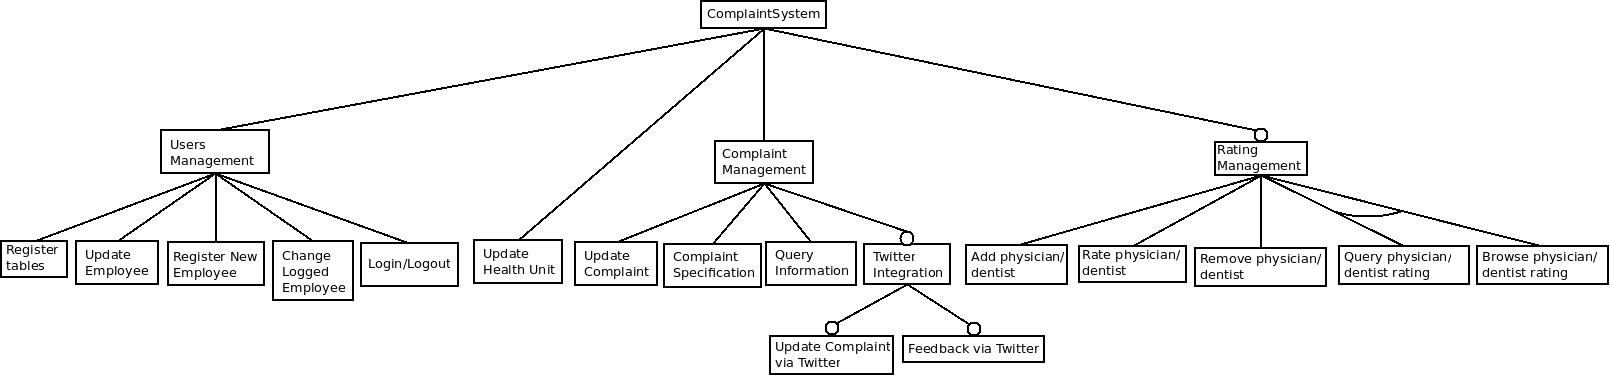 ComplaintSystem
Users
Management
Complaint
Management
Rating
Management
Register
tables
Update
Employee
Register New
Employee
Change
Logged
Employee
Login/Logout
Update
Health Unit
Update
Complaint
Complaint
Specification
Query
Information
Twitter
Integration
Add physician/
dentist
Rate physician/
dentist
Remove physician/
dentist
Query physician/
dentist rating
Browse physician/
dentist rating
Update Complaint
via Twitter
Feedback via Twitter